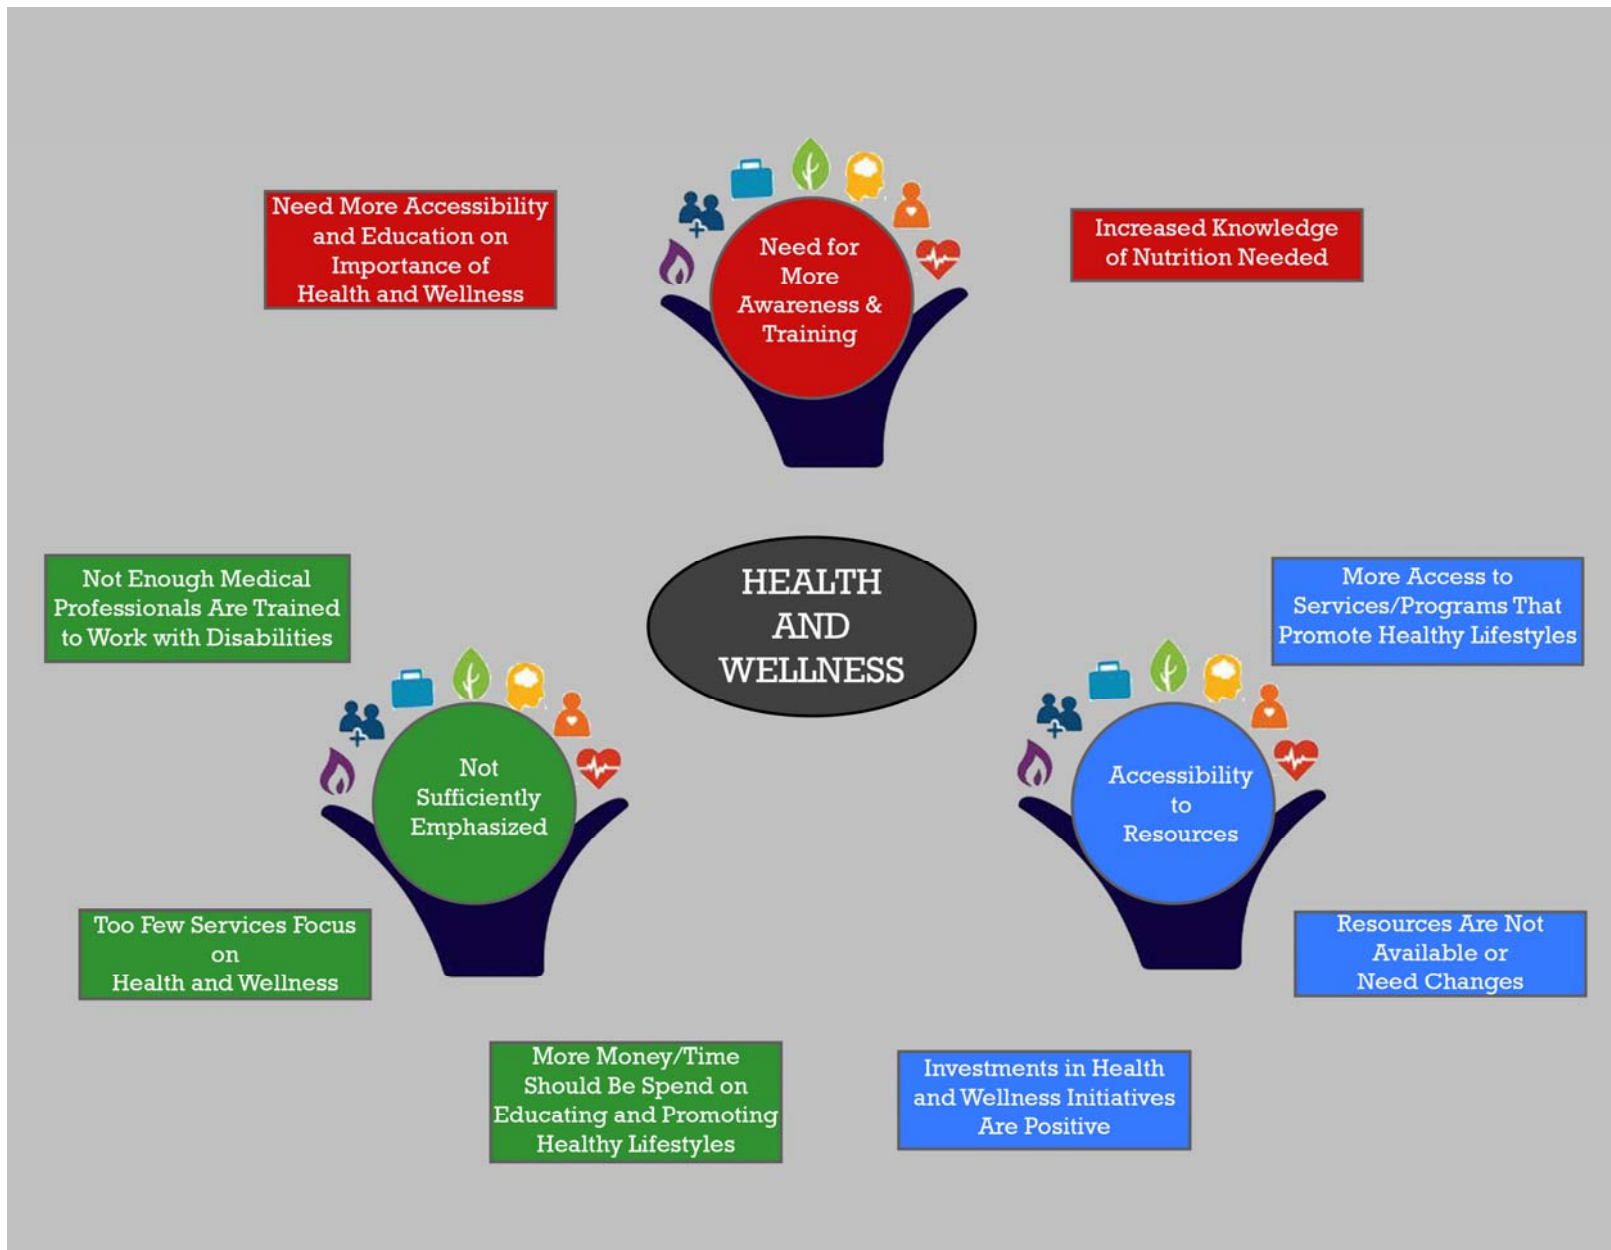 Need More Accessibility
and Education on
Importance of
Health and Wellness
Need for
More
Awareness &
Training
Increased Knowledge
of Nutrition Needed
HEALTH
AND
WELLNESS
Not Enough Medical
Professionals Are Trained
to Work with Disabilities
Not
Sufficiently
Emphasized
Too Few Services Focus
on
Health and Wellness
More Money/Time
Should Be Spend on
Educating and Promoting
Healthy Lifestyles
More Access to
Services/Programs That
Promote Healthy Lifestyles
Accessibility
to
Resources
Resources Are Not
Available or
Need Changes
Investments in Health
and Wellness Initiatives
Are Positive